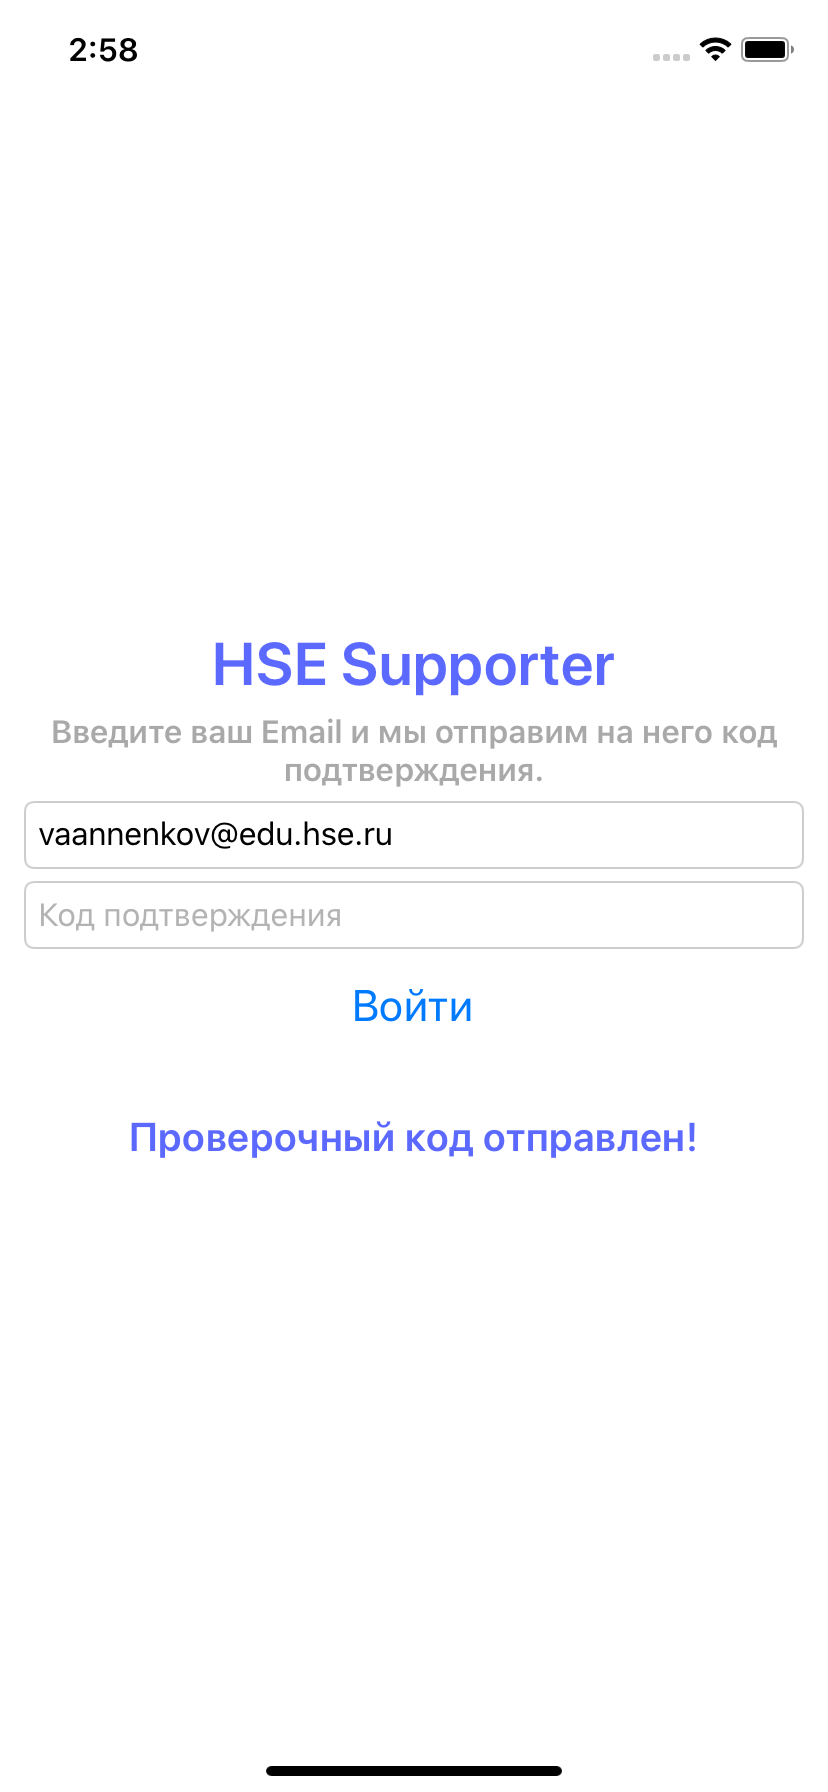 2:58
HSE Supporter
Введите ваш Email и мы отправим на него код
подтверждения.
vaannenkov@edu.hse.ru
Код подтверждения
Войти
Проверочный код отправлен!